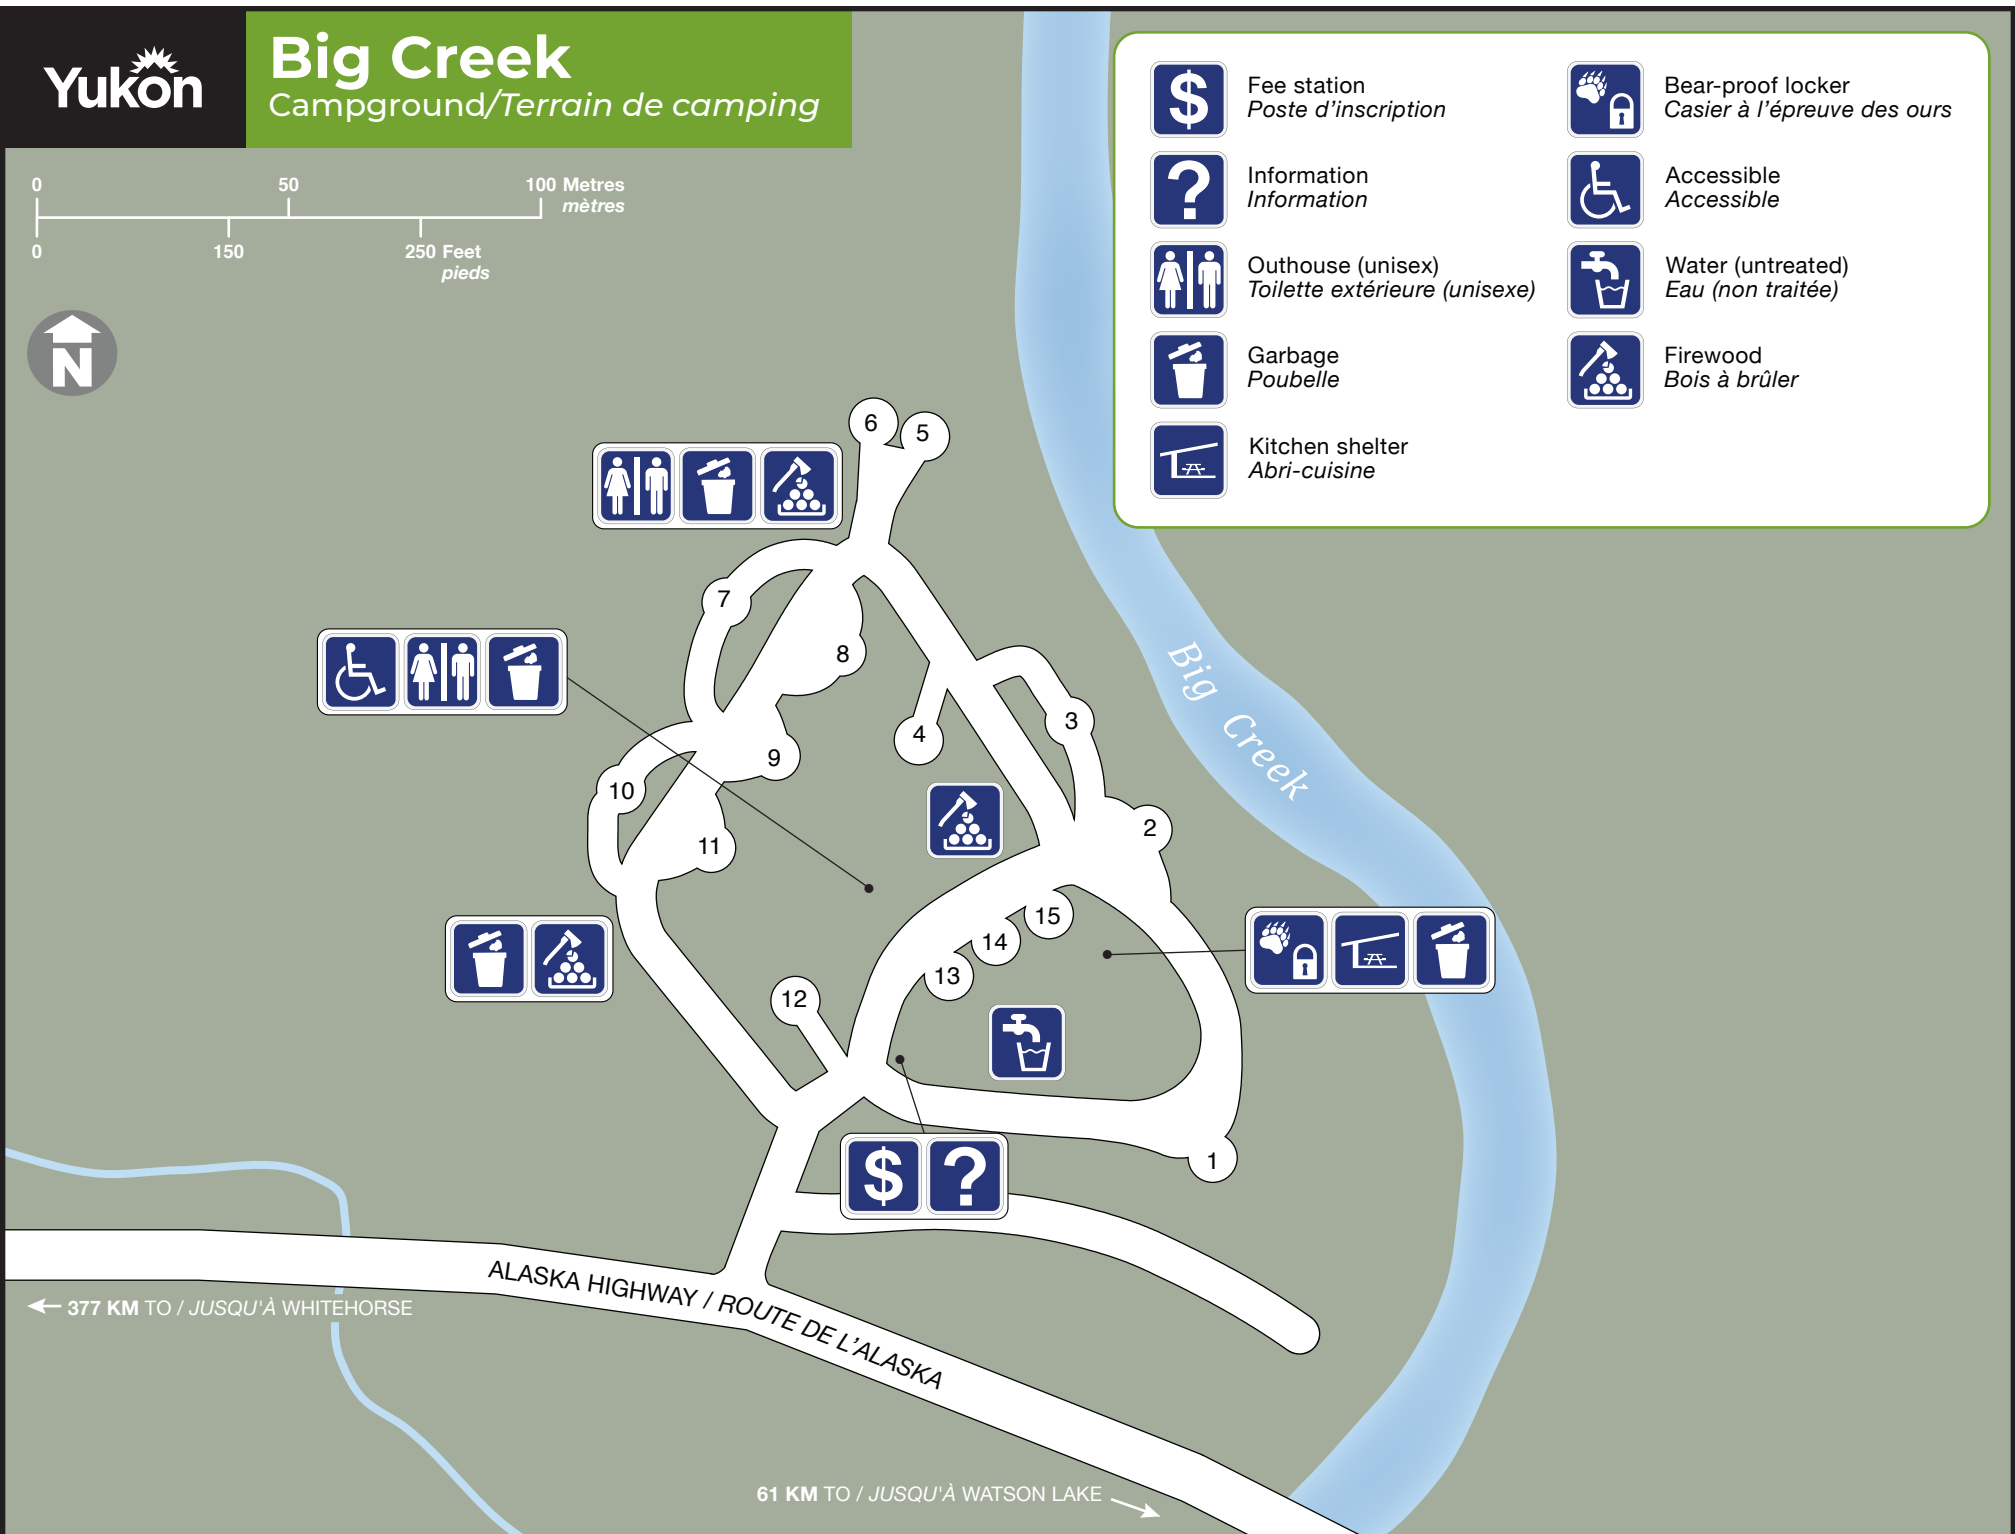 Yukon
Big Creek
Campground/Terrain de camping
0
50
100 Metres
mètres
0
150
250 Feet
pieds
N
$
Fee station
Poste d'inscription
?
Information
Information
Outhouse (unisex)
Toilette extérieure (unisexe)
Garbage
Poubelle
Kitchen shelter
Abri-cuisine
Bear-proof locker
Casier à l'épreuve des ours
Accessible
Accessible
Water (untreated)
Eau (non traitée)
Firewood
Bois à brûler
6
5
7
8
4
3
9
10
11
2
15
14
13
12
1
Big Creek
$ ?
ALASKA HIGHWAY / ROUTE DE L'ALASKA
377 KM TO / JUSQU'À WHITEHORSE
61 KM TO / JUSQU'À WATSON LAKE